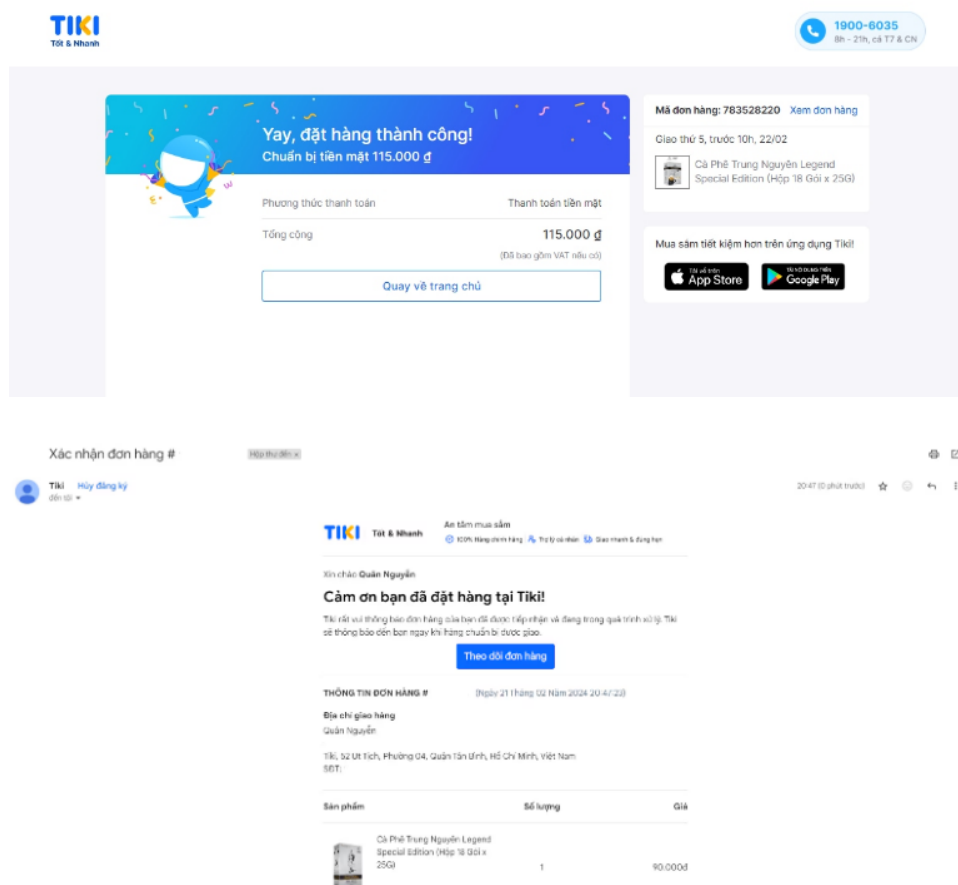 TIKI
Tốt & Nhanh
1900-6035
8h - 21h, cả T7 & CN
Yay, đặt hàng thành công!
Chuẩn bị tiền mặt 115.000 ₫
Phương thức thanh toán
Thanh toán tiền mặt
Tổng cộng
115.000 ₫
(Đã bao gồm VAT nếu có)
Quay về trang chủ
Mã đơn hàng: 783528220 Xem đơn hàng
Giao thứ 5, trước 10h, 22/02
Cà Phê Trung Nguyên Legend
Special Edition (Hộp 18 Gói x 25G)
Mua sắm tiết kiệm hơn trên ứng dụng Tiki!
Tải về trên
App Store
TẢI VỀ
Google Play
Xác nhận đơn hàng #
Hộp thư đến x
Tiki Hủy đăng ký
đến tôi
20:47 (0 phút trước)
TIKI Tốt & Nhanh
An tâm mua sắm
100% Hàng chính hãng Trợ lý cá nhân Giao nhanh & đúng hẹn
Xin chào Quân Nguyễn
Cảm ơn bạn đã đặt hàng tại Tiki!
Tiki rất vui thông báo đơn hàng của bạn đã được tiếp nhận và đang trong quá trình xử lý. Tiki
sẽ thông báo đến bạn ngay khi hàng chuẩn bị được giao.
Theo dõi đơn hàng
THÔNG TIN ĐƠN HÀNG # (Ngày 21 Tháng 02 Năm 2024 20:47:23)
Địa chỉ giao hàng
Quân Nguyễn
Tiki, 52 Út Tịch, Phường 04, Quận Tân Bình, Hồ Chí Minh, Việt Nam
SĐT:
Sản phẩm Số lượng Giá
Cà Phê Trung Nguyên Legend
Special Edition (Hộp 18 Gói x
25G)
1
90.000đ